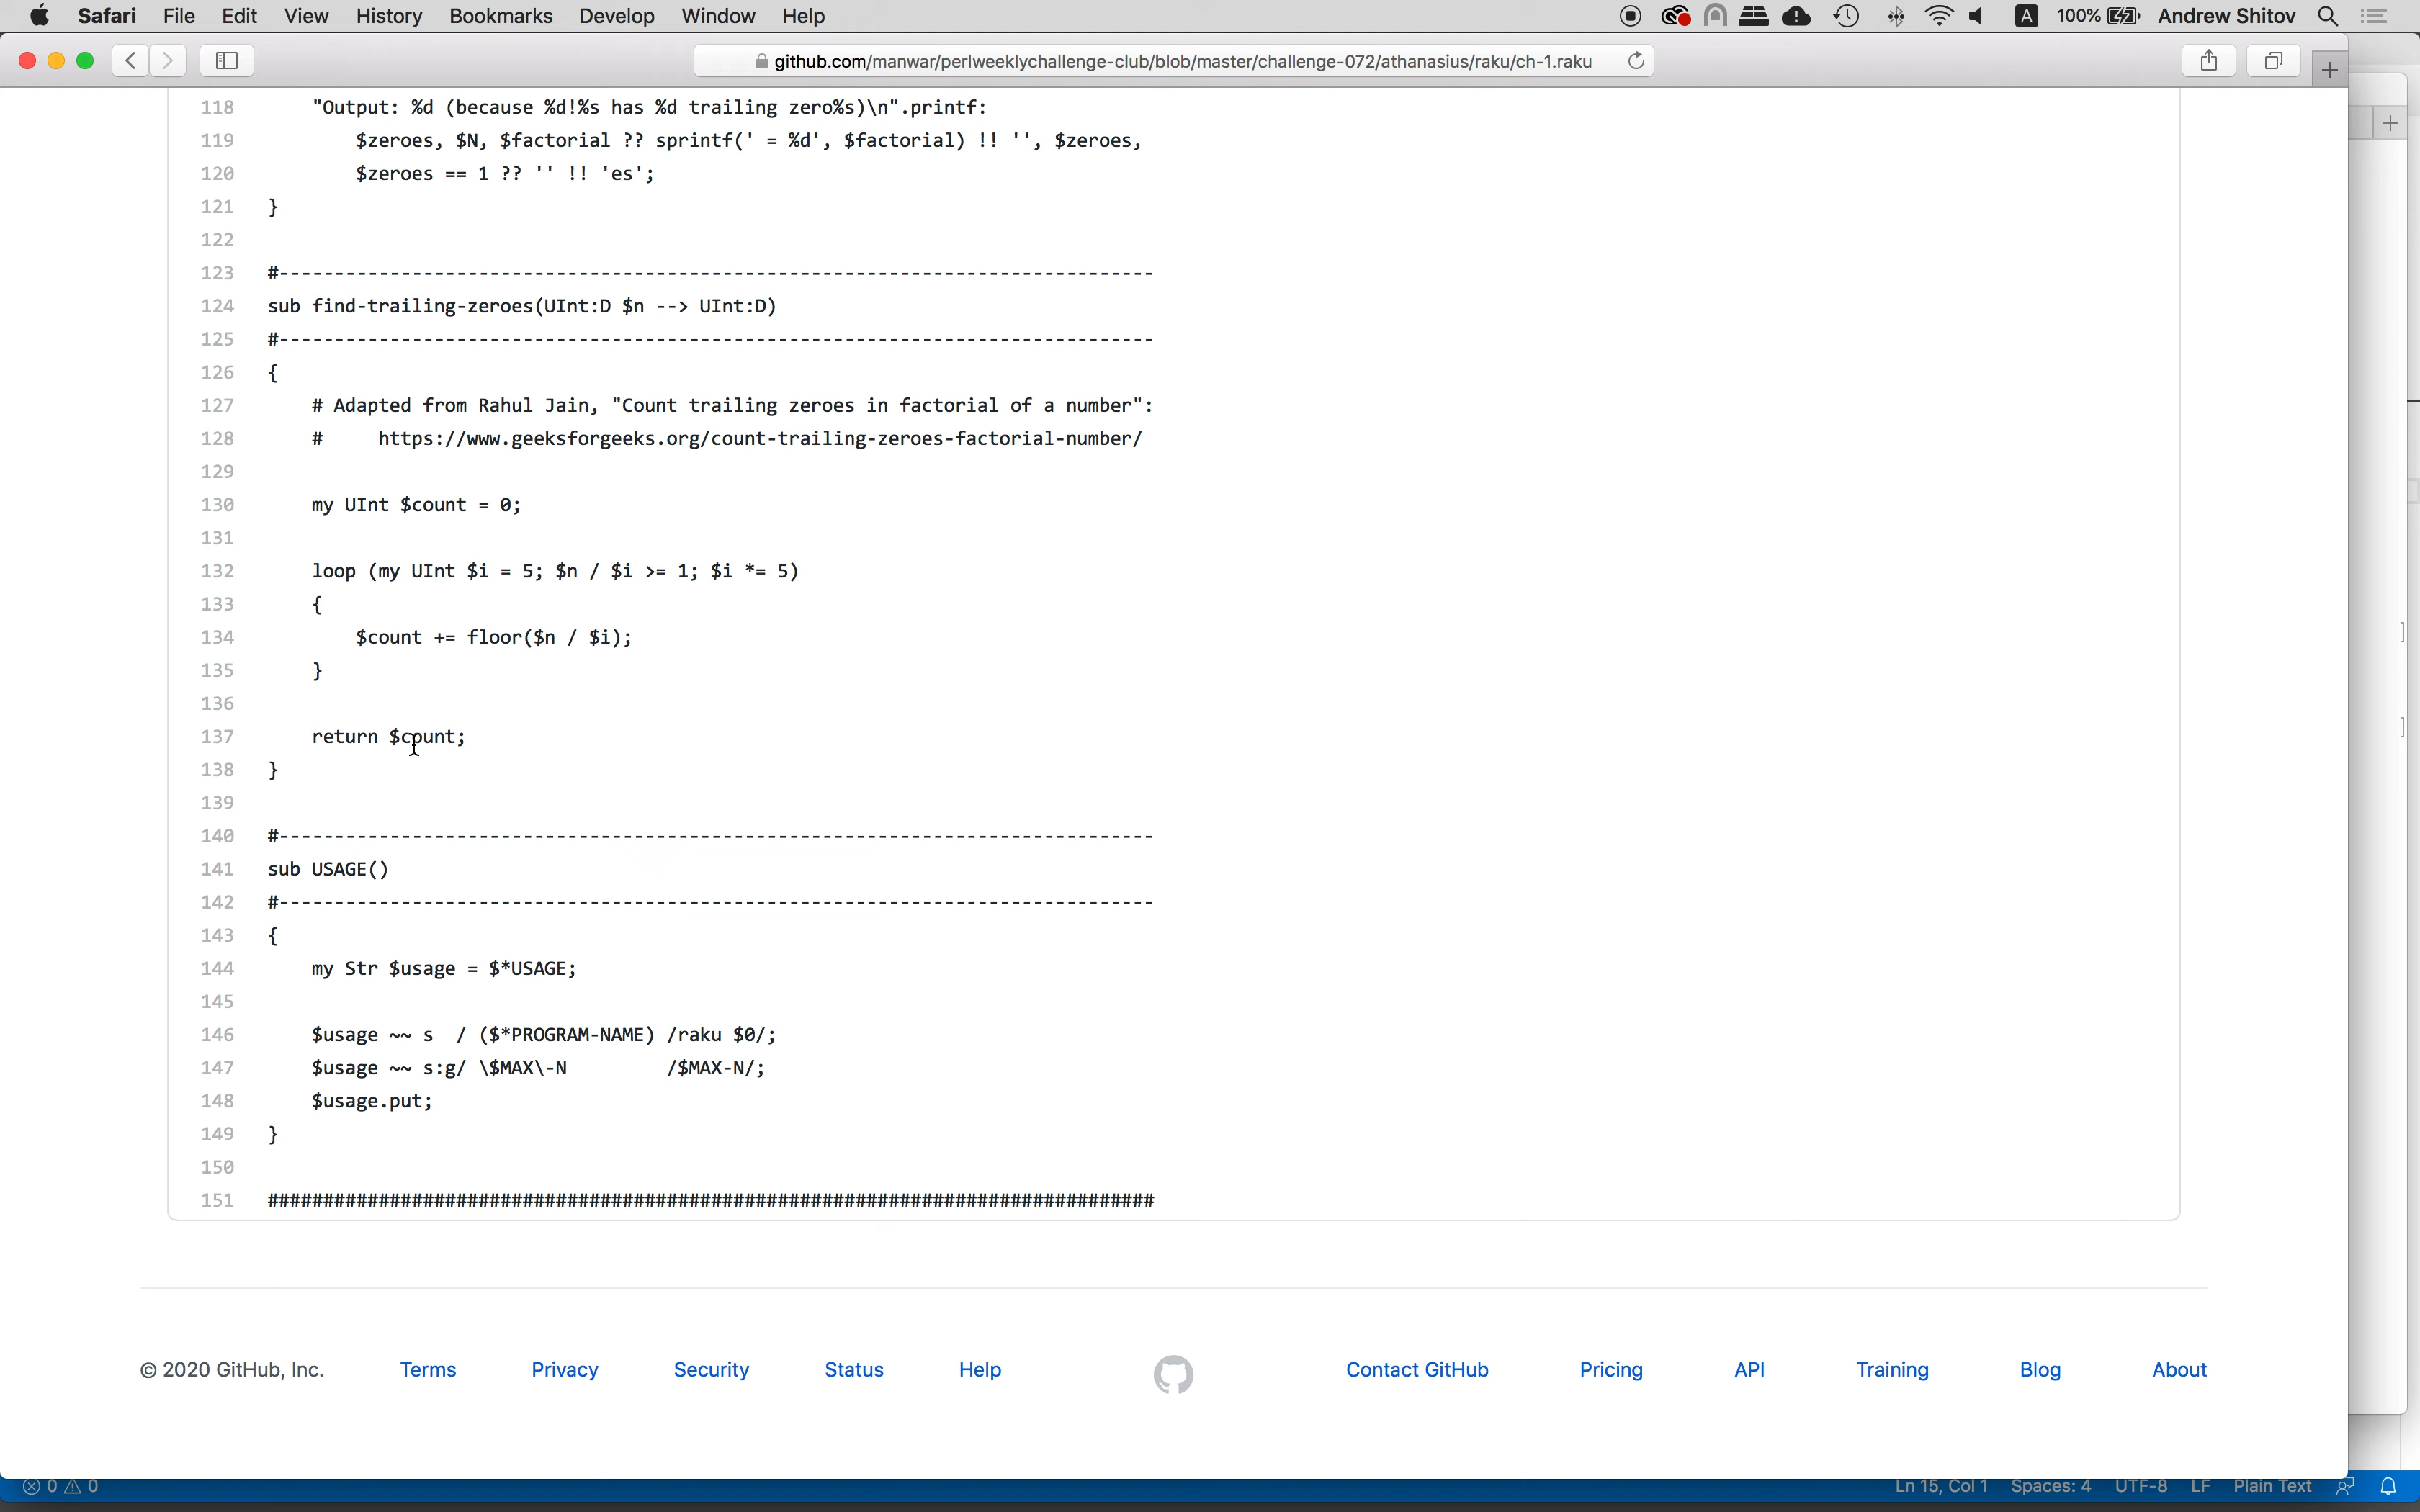 Safari File Edit View History Bookmarks Develop Window Help A 100% Andrew Shitov
github.com/manwar/perlweeklychallenge-club/blob/master/challenge-072/athanasius/raku/ch-1.raku
118 "Output: %d (because %d!%s has %d trailing zero%s)\n".printf:
119 $zeroes, $N, $factorial ?? sprintf(' = %d', $factorial) !! '', $zeroes,
120 $zeroes == 1 ?? '' !! 'es';
121 }
122
123 #-------------------------------------------------------------------------------
124 sub find-trailing-zeroes(UInt:D $n --> UInt:D)
125 #-------------------------------------------------------------------------------
126 {
127 # Adapted from Rahul Jain, "Count trailing zeroes in factorial of a number":
128 # https://www.geeksforgeeks.org/count-trailing-zeroes-factorial-number/
129
130 my UInt $count = 0;
131
132 loop (my UInt $i = 5; $n / $i >= 1; $i *= 5)
133 {
134 $count += floor($n / $i);
135 }
136
137 return $count;
138 }
139
140 #-------------------------------------------------------------------------------
141 sub USAGE()
142 #-------------------------------------------------------------------------------
143 {
144 my Str $usage = $*USAGE;
145
146 $usage ~~ s / ($*PROGRAM-NAME) /raku $0/;
147 $usage ~~ s:g/ \$MAX\-N /$MAX-N/;
148 $usage.put;
149 }
150
151 ################################################################################
© 2020 GitHub, Inc. Terms Privacy Security Status Help Contact GitHub Pricing API Training Blog About
0 0 Ln 15, Col 1 Spaces: 4 UTF-8 LF Plain Text